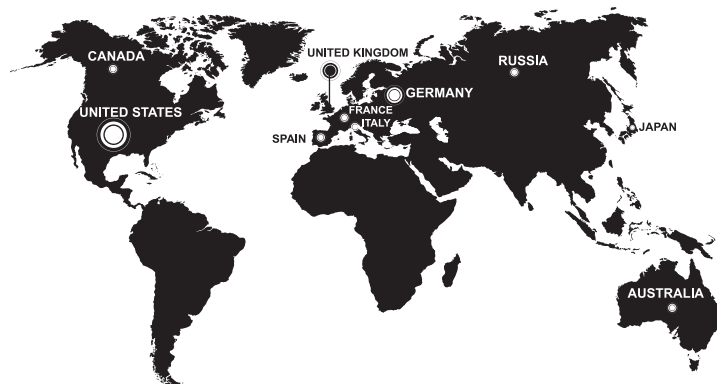 CANADA
UNITED KINGDOM
RUSSIA
GERMANY
UNITED STATES
FRANCE
ITALY
SPAIN
JAPAN
AUSTRALIA